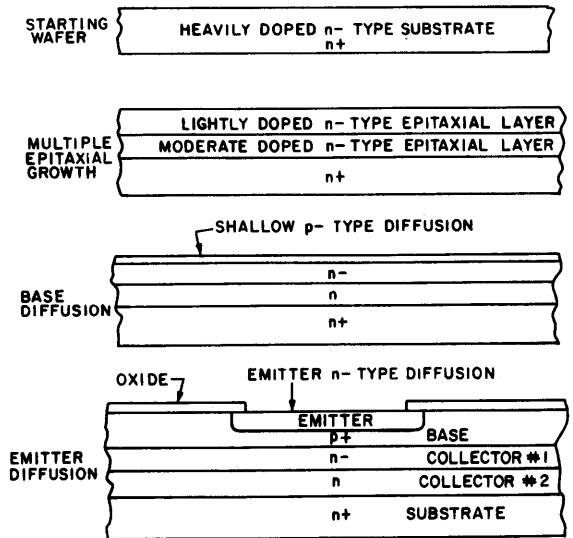 STARTING
WAFER
HEAVILY DOPED n- TYPE SUBSTRATE
n+
MULTIPLE
EPITAXIAL
GROWTH
LIGHTLY DOPED n- TYPE EPITAXIAL LAYER
MODERATE DOPED n- TYPE EPITAXIAL LAYER
n+
SHALLOW p- TYPE DIFFUSION
BASE
DIFFUSION
n-
n
n+
OXIDE
EMITTER n- TYPE DIFFUSION
EMITTER
DIFFUSION
EMITTER
p+ BASE
n- COLLECTOR #1
n COLLECTOR #2
n+ SUBSTRATE